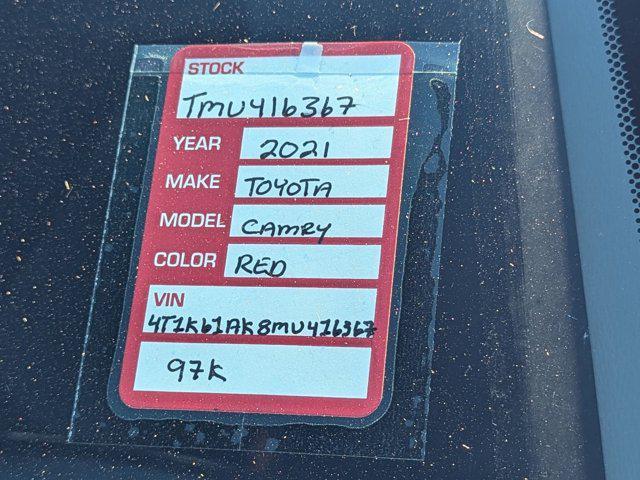 STOCK
TMU416367
YEAR 2021
MAKE TOYOTA
MODEL CAMRY
COLOR RED
VIN
4T1K61AK8MU416367
97K